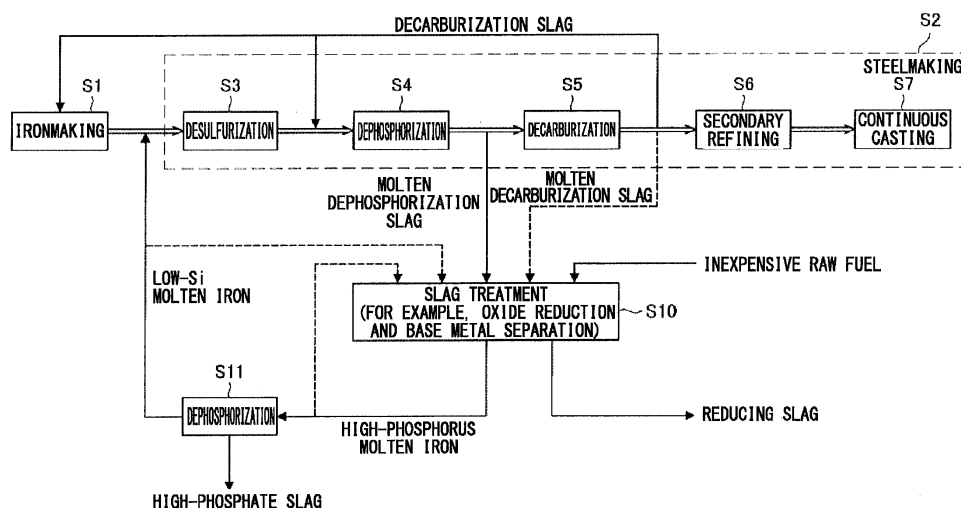 DECARBURIZATION SLAG
S2
STEELMAKING
S1
S3
S4
S5
S6
S7
IRONMAKING
DESULFURIZATION
DEPHOSPHORIZATION
DECARBURIZATION
SECONDARY
REFINING
CONTINUOUS
CASTING
MOLTEN
DEPHOSPHORIZATION
SLAG
MOLTEN
DECARBURIZATION SLAG
LOW-Si
MOLTEN IRON
INEXPENSIVE RAW FUEL
SLAG TREATMENT
(FOR EXAMPLE, OXIDE REDUCTION
AND BASE METAL SEPARATION)
S10
S11
DEPHOSPHORIZATION
HIGH-PHOSPHORUS
MOLTEN IRON
REDUCING SLAG
HIGH-PHOSPHATE SLAG